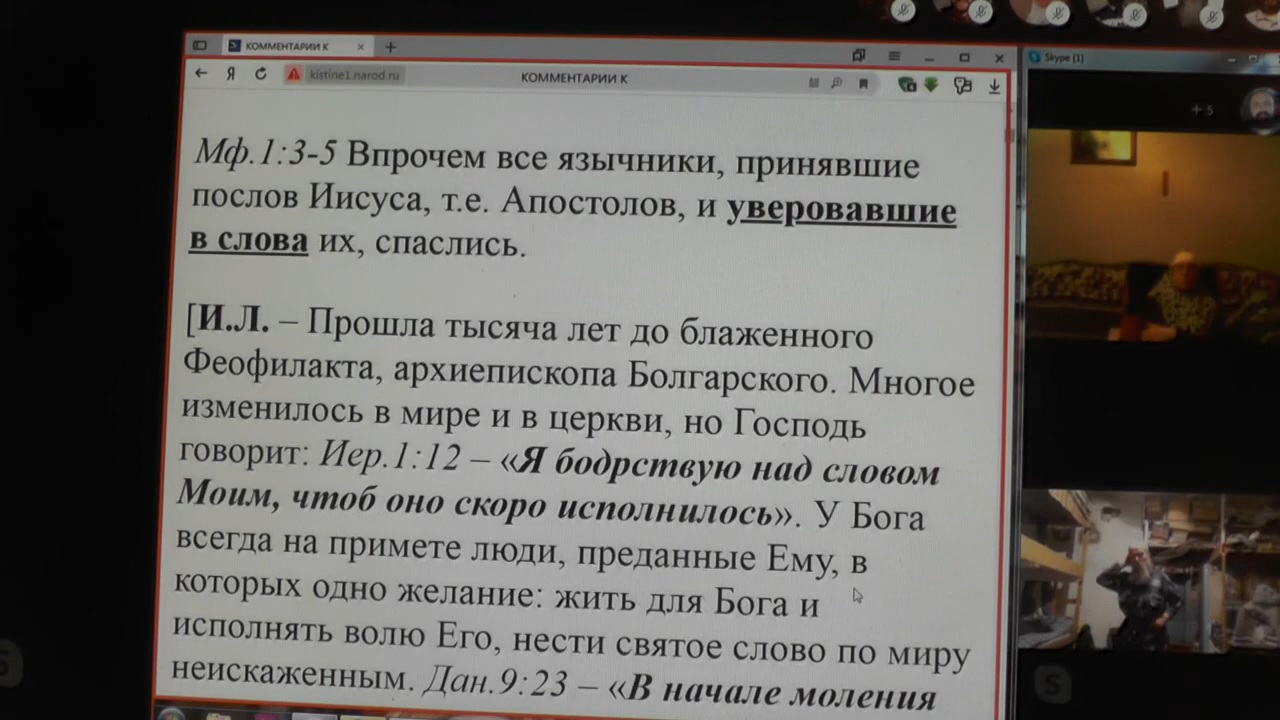 КОММЕНТАРИИ К
Skype [1]
Я kistine1.narod.ru КОММЕНТАРИИ К
+5
Мф.1:3-5 Впрочем все язычники, принявшие
послов Иисуса, т.е. Апостолов, и уверовавшие
в слова их, спаслись.
[И.Л. – Прошла тысяча лет до блаженного
Феофилакта, архиепископа Болгарского. Многое
изменилось в мире и в церкви, но Господь
говорит: Иер.1:12 – «Я бодрствую над словом
Моим, чтоб оно скоро исполнилось». У Бога
всегда на примете люди, преданные Ему, в
которых одно желание: жить для Бога и
исполнять волю Его, нести святое слово по миру
неискаженным. Дан.9:23 – «В начале моления
S
S